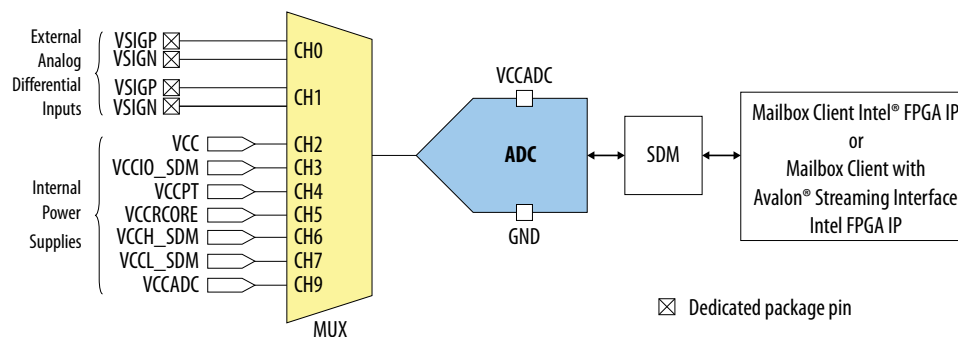 External
Analog
Differential
Inputs
VSIGP
VSIGN
VSIGP
VSIGN
CH0
CH1
Internal
Power
Supplies
VCC
VCCIO_SDM
VCCPT
VCCRCORE
VCCH_SDM
VCCL_SDM
VCCADC
CH2
CH3
CH4
CH5
CH6
CH7
CH9
MUX
VCCADC
ADC
GND
SDM
Mailbox Client Intel® FPGA IP
or
Mailbox Client with
Avalon® Streaming Interface
Intel FPGA IP
Dedicated package pin